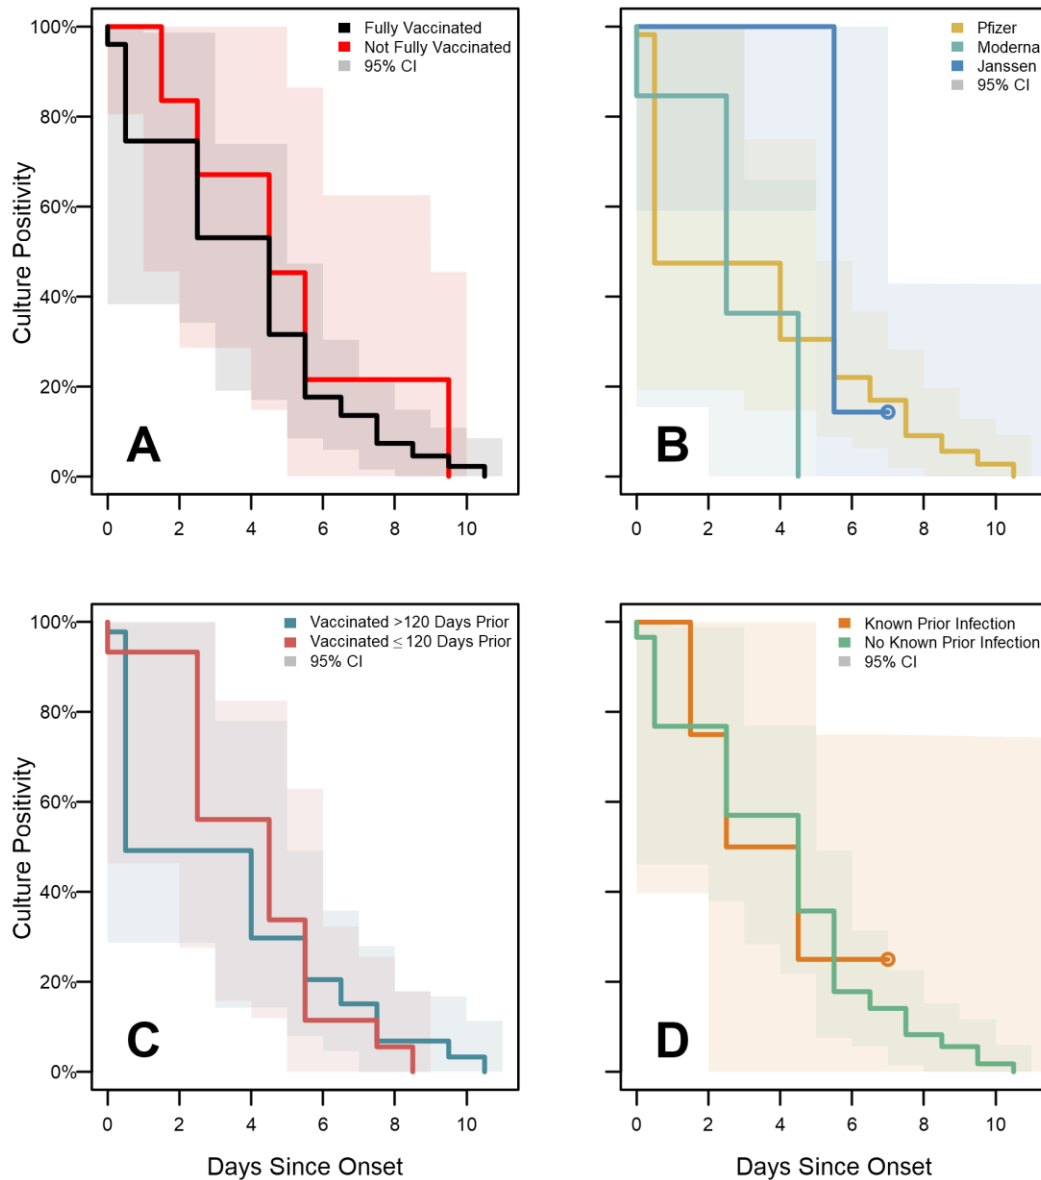 Fully Vaccinated
Not Fully Vaccinated
95% CI
100%
80%
60%
40%
20%
0%
Culture Positivity
A
0 2 4 6 8 10
Pfizer
Moderna
Janssen
95% CI
B
0 2 4 6 8 10
Vaccinated >120 Days Prior
Vaccinated ≤ 120 Days Prior
95% CI
100%
80%
60%
40%
20%
0%
Culture Positivity
C
0 2 4 6 8 10
Days Since Onset
Known Prior Infection
No Known Prior Infection
95% CI
D
0 2 4 6 8 10
Days Since Onset